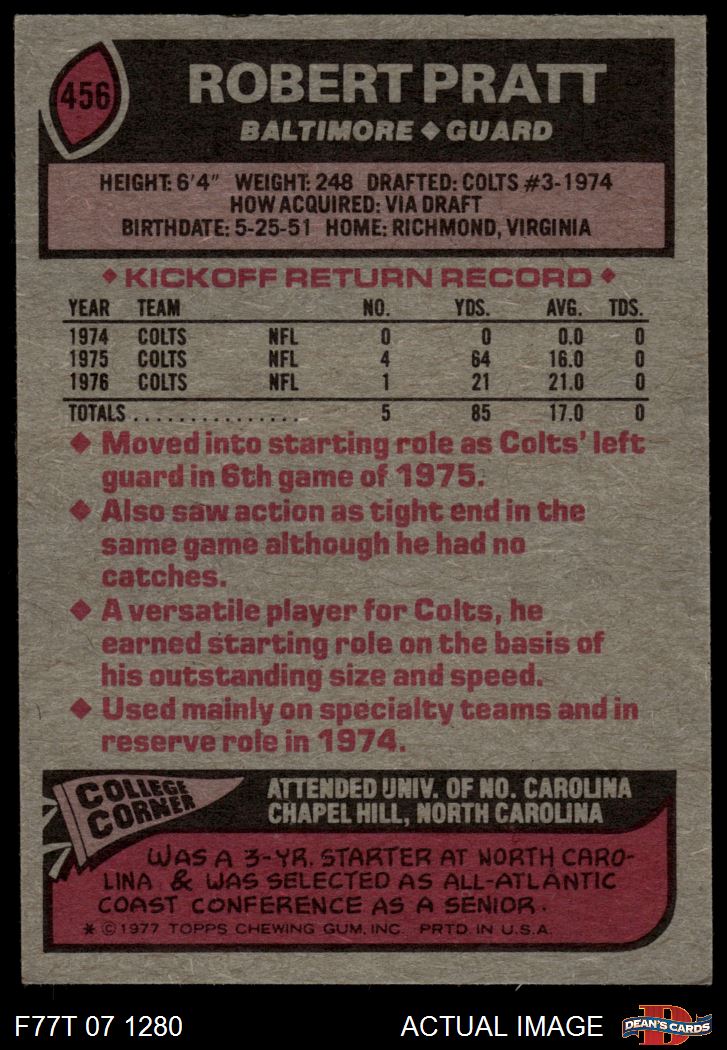 456
ROBERT PRATT
BALTIMORE ◆ GUARD
HEIGHT: 6'4" WEIGHT: 248 DRAFTED: COLTS #3-1974
HOW ACQUIRED: VIA DRAFT
BIRTHDATE: 5-25-51 HOME: RICHMOND, VIRGINIA
◆ KICKOFF RETURN RECORD ◆
YEAR TEAM NO. YDS. AVG. TDS.
1974 COLTS NFL 0 0 0.0 0
1975 COLTS NFL 4 64 16.0 0
1976 COLTS NFL 1 21 21.0 0
TOTALS ................ 5 85 17.0 0
◆ Moved into starting role as Colts' left
guard in 6th game of 1975.
◆ Also saw action as tight end in the
same game although he had no
catches.
◆ A versatile player for Colts, he
earned starting role on the basis of
his outstanding size and speed.
◆ Used mainly on specialty teams and in
reserve role in 1974.
COLLEGE
CORNER
ATTENDED UNIV. OF NO. CAROLINA
CHAPEL HILL, NORTH CAROLINA
WAS A 3-YR. STARTER AT NORTH CARO-
LINA & WAS SELECTED AS ALL-ATLANTIC
COAST CONFERENCE AS A SENIOR.
* © 1977 TOPPS CHEWING GUM, INC. PRTD. IN U.S.A.
F77T 07 1280 ACTUAL IMAGE
D
DEAN'S CARDS